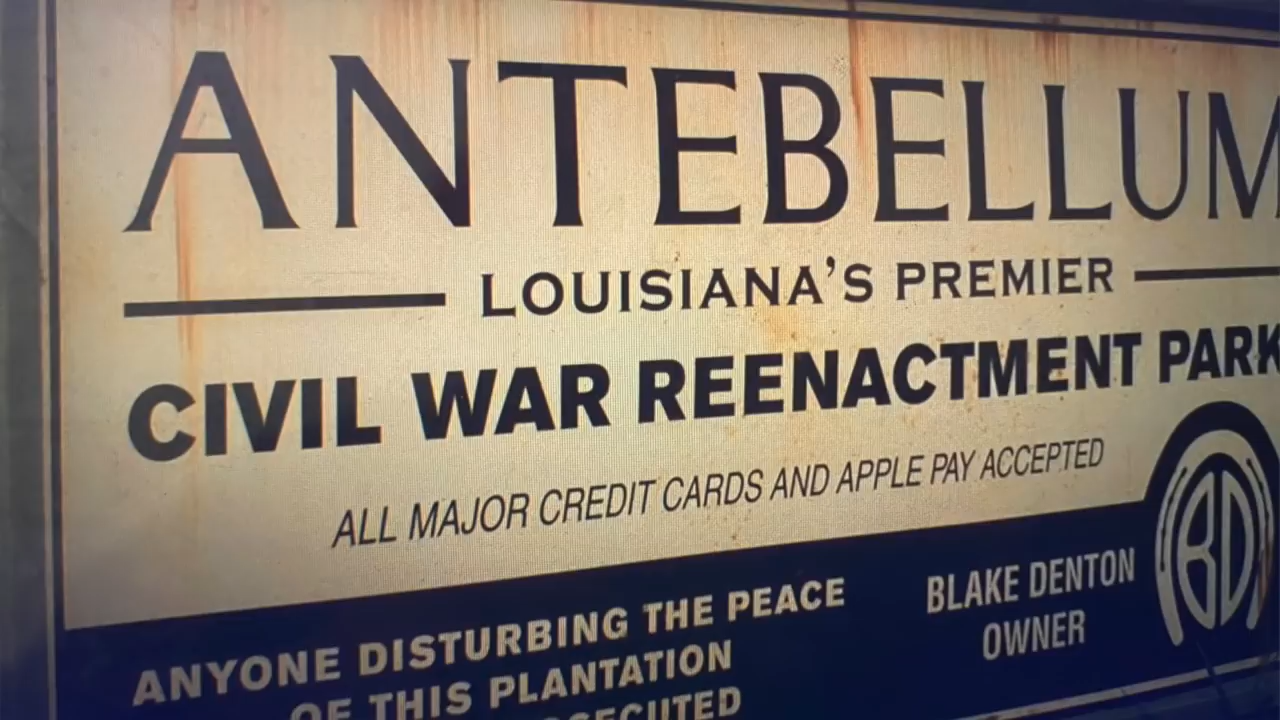 ANTEBELLUM
LOUISIANA'S PREMIER
CIVIL WAR REENACTMENT PARK
ALL MAJOR CREDIT CARDS AND APPLE PAY ACCEPTED
ANYONE DISTURBING THE PEACE
OF THIS PLANTATION
BLAKE DENTON
OWNER
BD